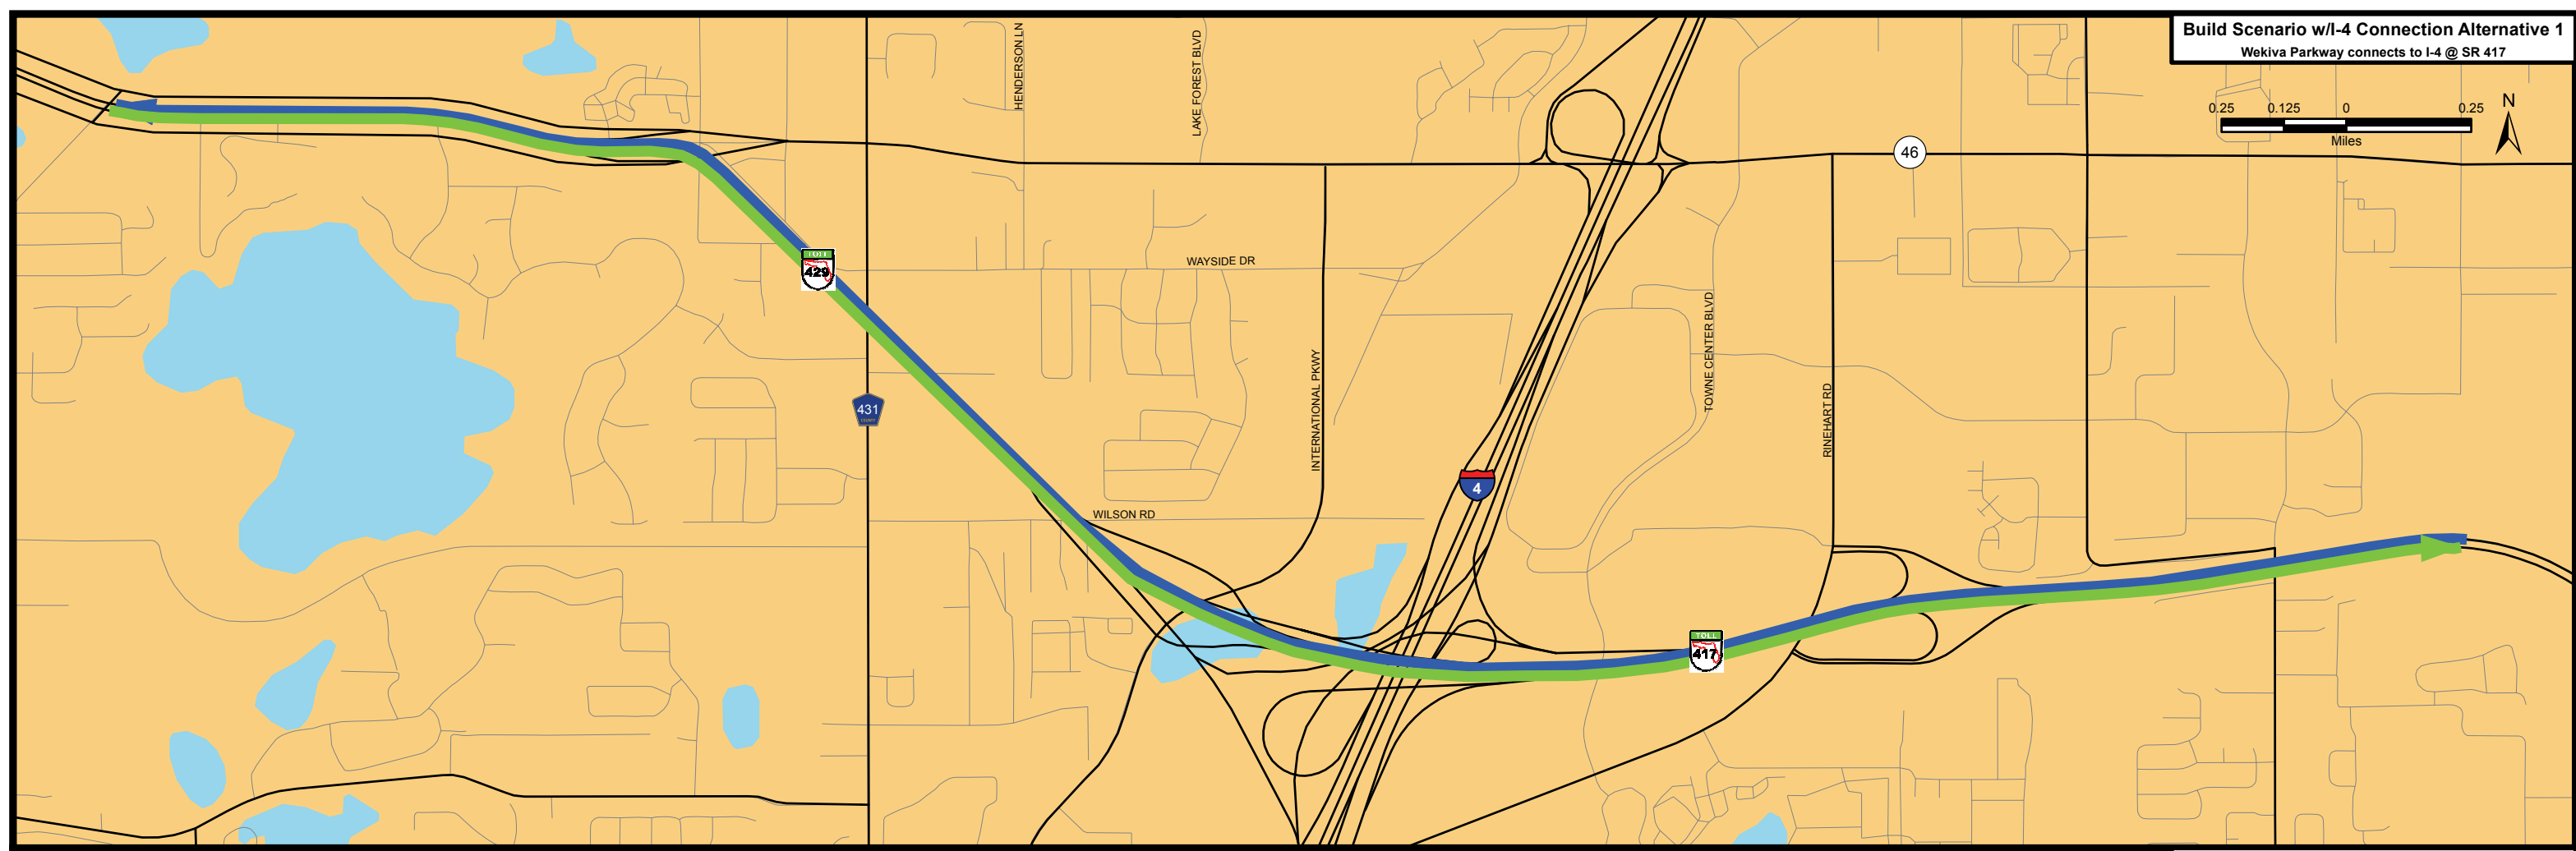 Build Scenario w/I-4 Connection Alternative 1
Wekiva Parkway connects to I-4 @ SR 417
0.25 0.125 0 0.25
Miles
N
HENDERSON LN
LAKE FOREST BLVD
46
TOLL
429
WAYSIDE DR
INTERNATIONAL PKWY
TOWNE CENTER BLVD
RINEHART RD
431
4
WILSON RD
TOLL
417